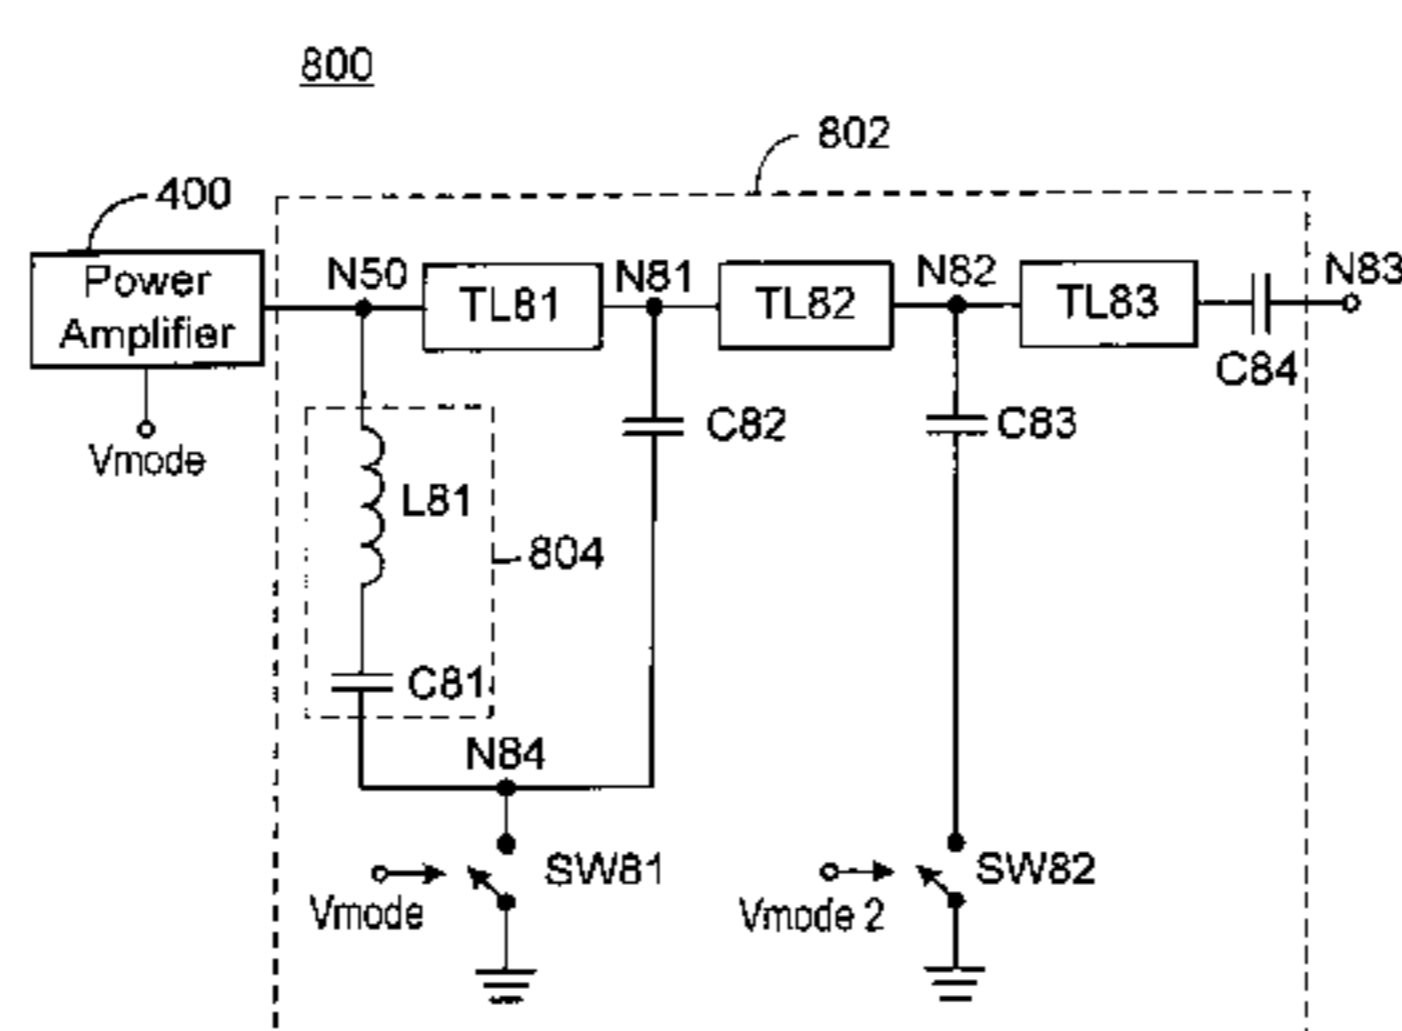 800
802
400
Power
Amplifier
N50
TL81
N81
TL82
N82
TL83
N83
C84
Vmode
L81
C82
C83
804
C81
N84
SW81
Vmode
SW82
Vmode 2